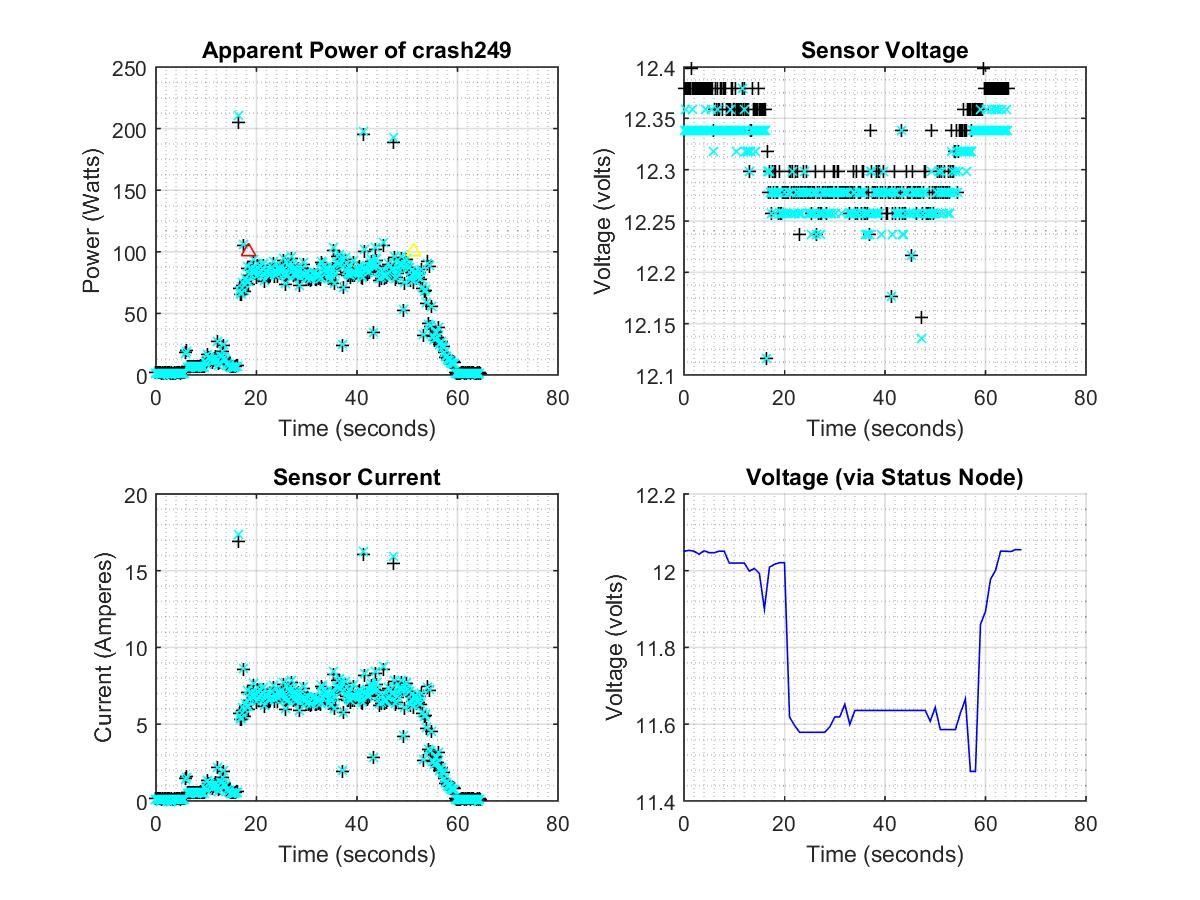 Apparent Power of crash249
250
200
150
100
50
0
Power (Watts)
0 20 40 60 80
Time (seconds)
Sensor Voltage
12.4
12.35
12.3
12.25
12.2
12.15
12.1
Voltage (volts)
0 20 40 60 80
Time (seconds)
Sensor Current
20
15
10
5
0
Current (Amperes)
0 20 40 60 80
Time (seconds)
Voltage (via Status Node)
12.2
12
11.8
11.6
11.4
Voltage (volts)
0 20 40 60 80
Time (seconds)